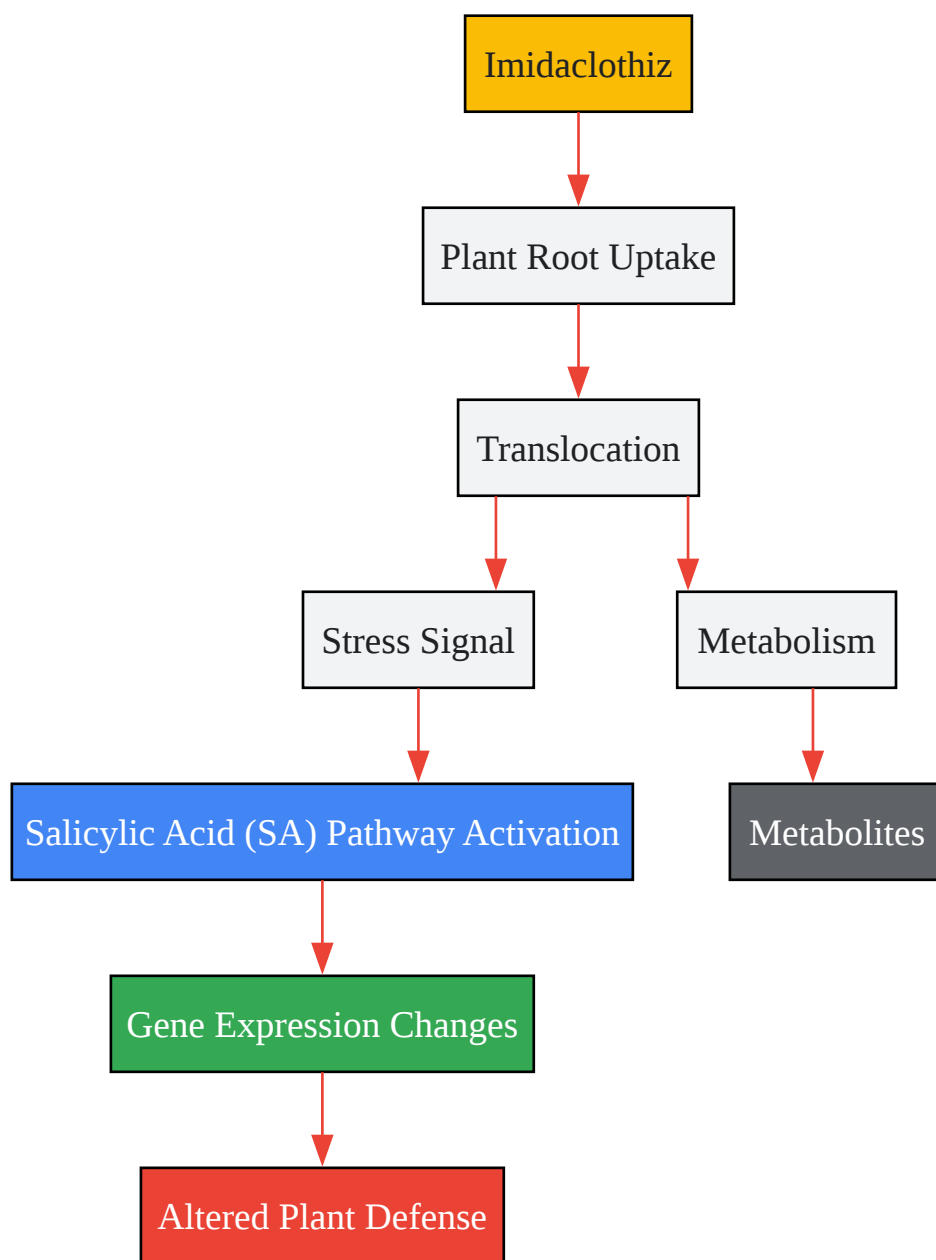 Imidaclothiz
Plant Root Uptake
Translocation
Stress Signal
Metabolism
Salicylic Acid (SA) Pathway Activation
Metabolites
Gene Expression Changes
Altered Plant Defense